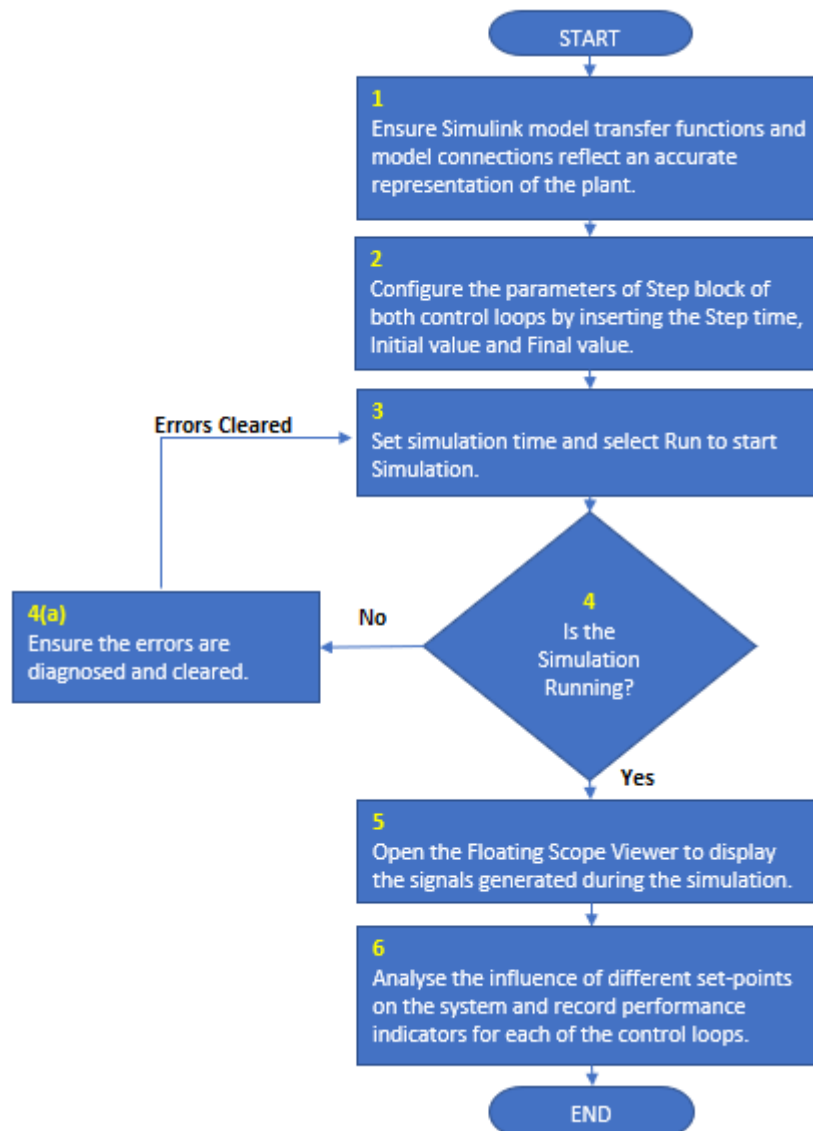 START
1
Ensure Simulink model transfer functions and
model connections reflect an accurate
representation of the plant.
2
Configure the parameters of Step block of
both control loops by inserting the Step time,
Initial value and Final value.
Errors Cleared
3
Set simulation time and select Run to start
Simulation.
4
Is the
Simulation
Running?
No
4(a)
Ensure the errors are
diagnosed and cleared.
Yes
5
Open the Floating Scope Viewer to display
the signals generated during the simulation.
6
Analyse the influence of different set-points
on the system and record performance
indicators for each of the control loops.
END